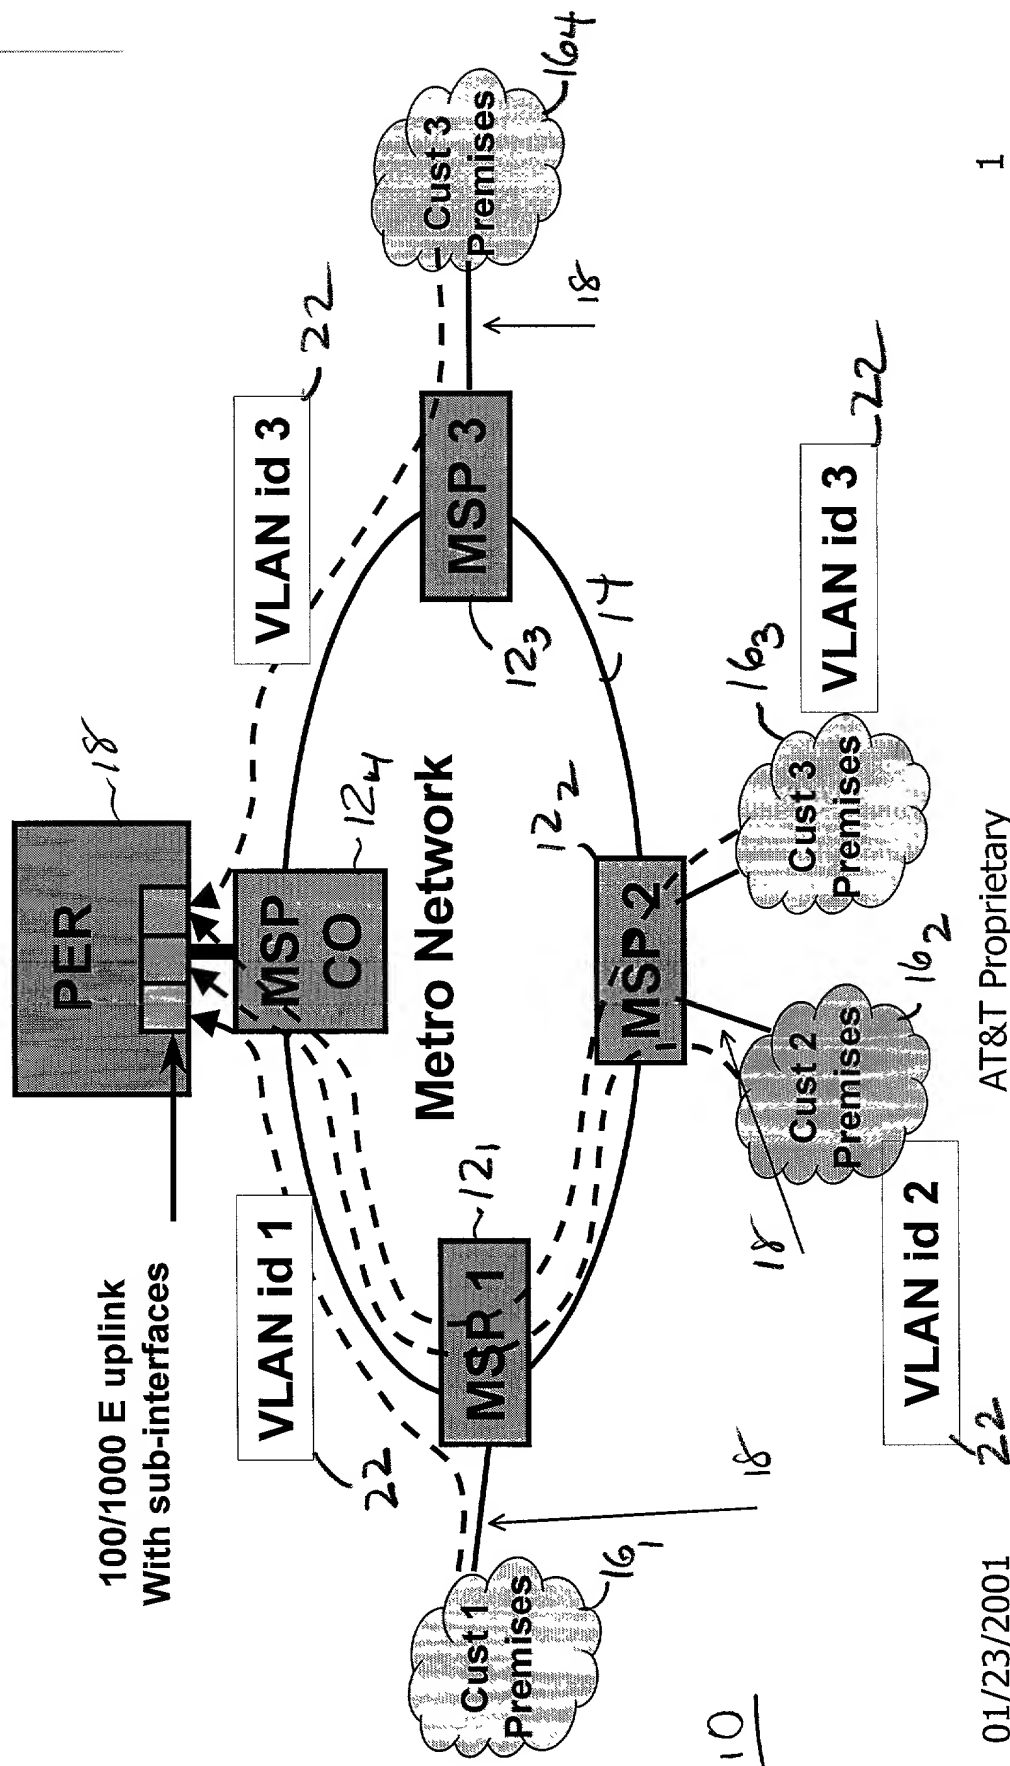 100/1000 E uplink
With sub-interfaces
PER
18
VLAN id 1
22
MSP
CO
12₄
VLAN id 3
22
Metro Network
Cust 1
Premises
16₁
18
MSR 1
12₁
MSP 3
12₃
18
Cust 3
Premises
16₄
14
MSP 2
12₂
18
Cust 2
Premises
16₂
VLAN id 2
22
Cust 3
Premises
16₃
VLAN id 3
22
10
01/23/2001
AT&T Proprietary
1